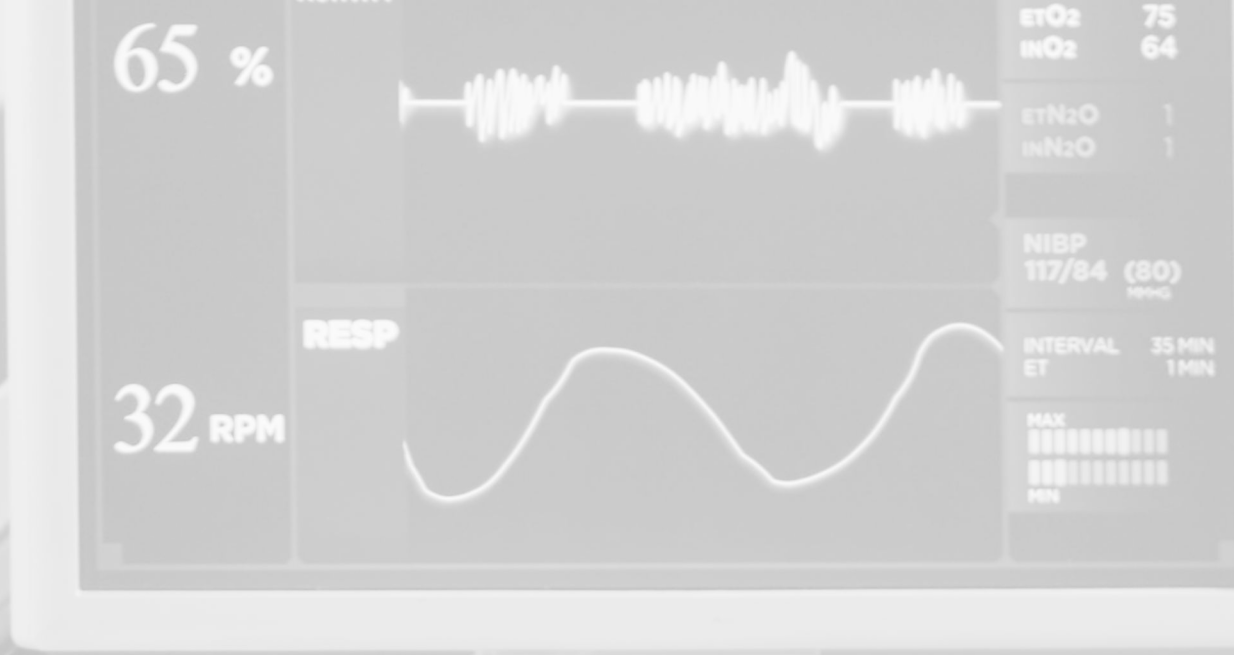 65 %
ETO2 75
INO2 64
ETN2O 1
INN2O 1
NIBP
117/84 (80)
MMHG
RESP
INTERVAL 35 MIN
ET 1 MIN
32 RPM
MAX
MIN